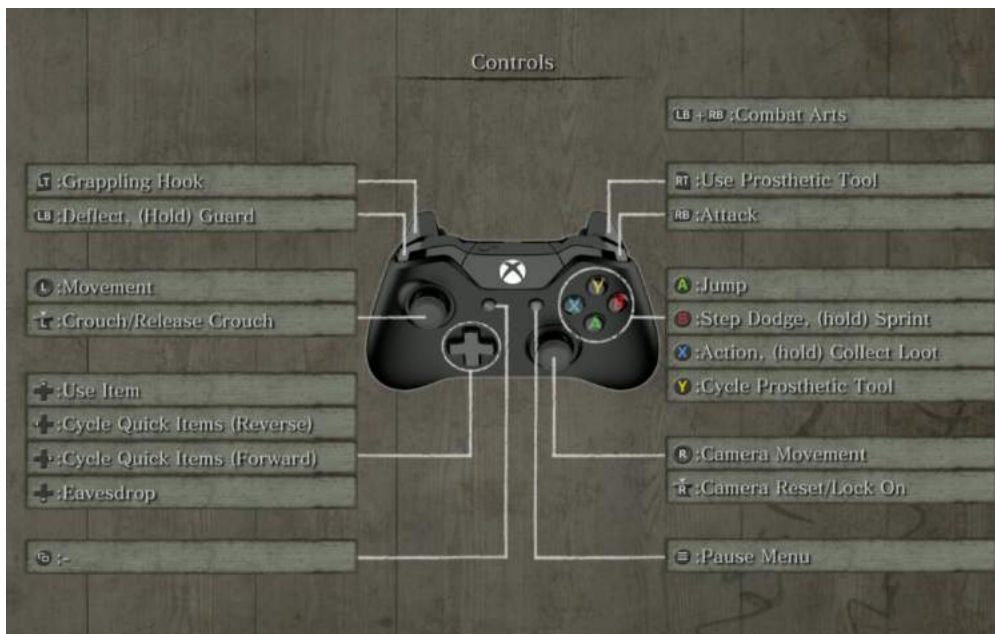 Controls
LB + RB :Combat Arts
LT :Grappling Hook
LB :Deflect, (Hold) Guard
RT :Use Prosthetic Tool
RB :Attack
L :Movement
L :Crouch/Release Crouch
A :Jump
B :Step Dodge, (hold) Sprint
X :Action, (hold) Collect Loot
Y :Cycle Prosthetic Tool
Y
X B
A
:Use Item
:Cycle Quick Items (Reverse)
:Cycle Quick Items (Forward)
:Eavesdrop
R :Camera Movement
R :Camera Reset/Lock On
:-
:Pause Menu